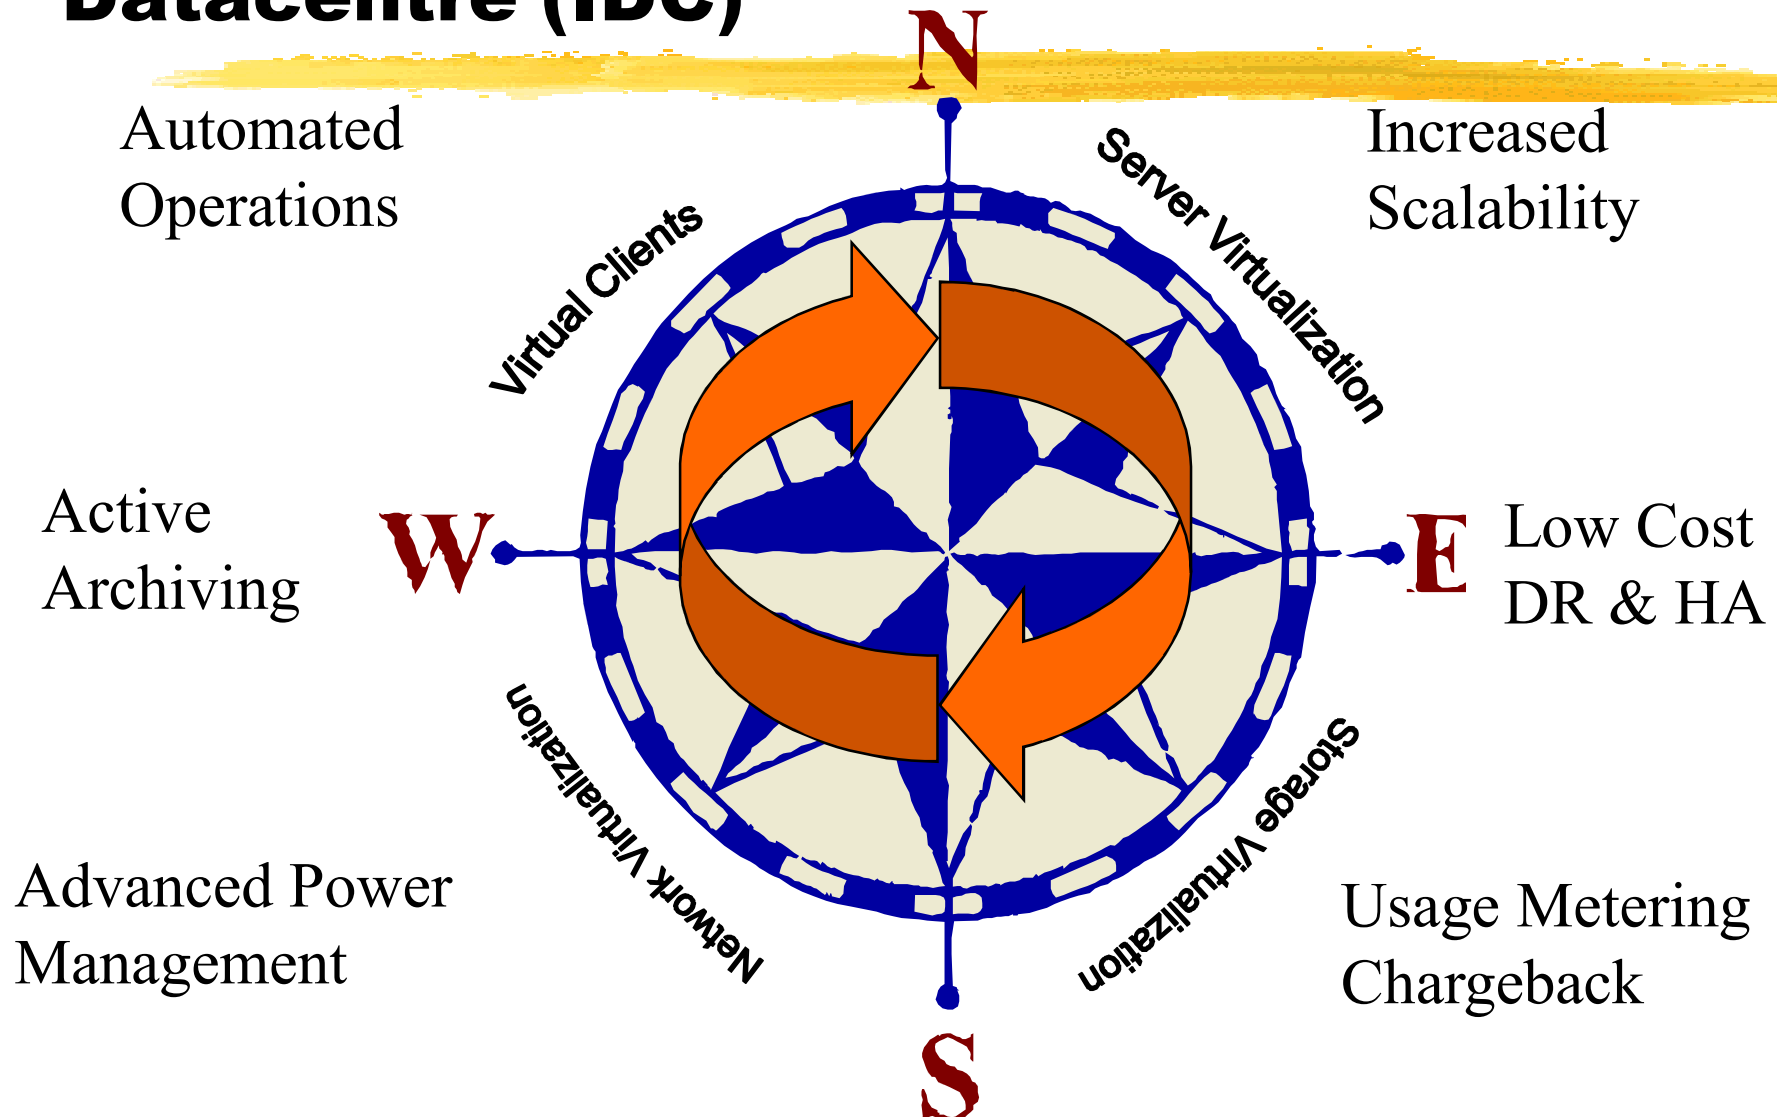 Datacentre (IDC)
N
Automated
Operations
Increased
Scalability
Virtual Clients
Server Virtualization
Active
Archiving
W
E
Low Cost
DR & HA
Network Virtualization
Storage Virtualization
Advanced Power
Management
Usage Metering
Chargeback
S